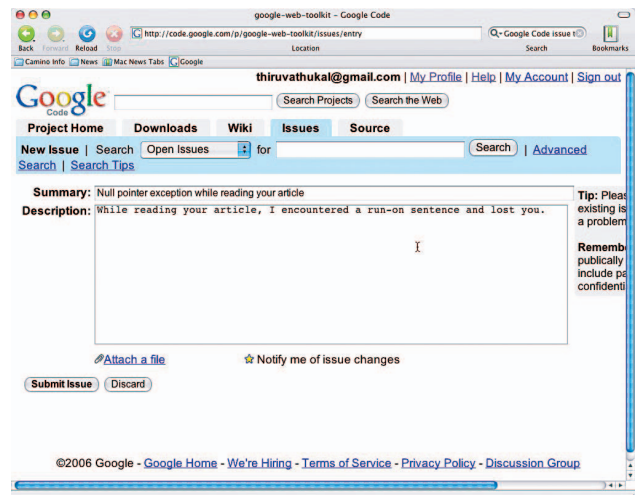 google-web-toolkit – Google Code
http://code.google.com/p/google-web-toolkit/issues/entry
Google Code issue t
Back Forward Reload Stop Location Search Bookmarks
Camino Info News Mac News Tabs Google
thiruvathukal@gmail.com | My Profile | Help | My Account | Sign out
Google
Code
Search Projects Search the Web
Project Home Downloads Wiki Issues Source
New Issue | Search Open Issues for Search | Advanced
Search | Search Tips
Summary: Null pointer exception while reading your article
Tip: Pleas
Description: While reading your article, I encountered a run-on sentence and lost you.
existing is
a problem
Rememb
publically
include pa
confidenti
Attach a file Notify me of issue changes
Submit Issue Discard
©2006 Google - Google Home - We're Hiring - Terms of Service - Privacy Policy - Discussion Group